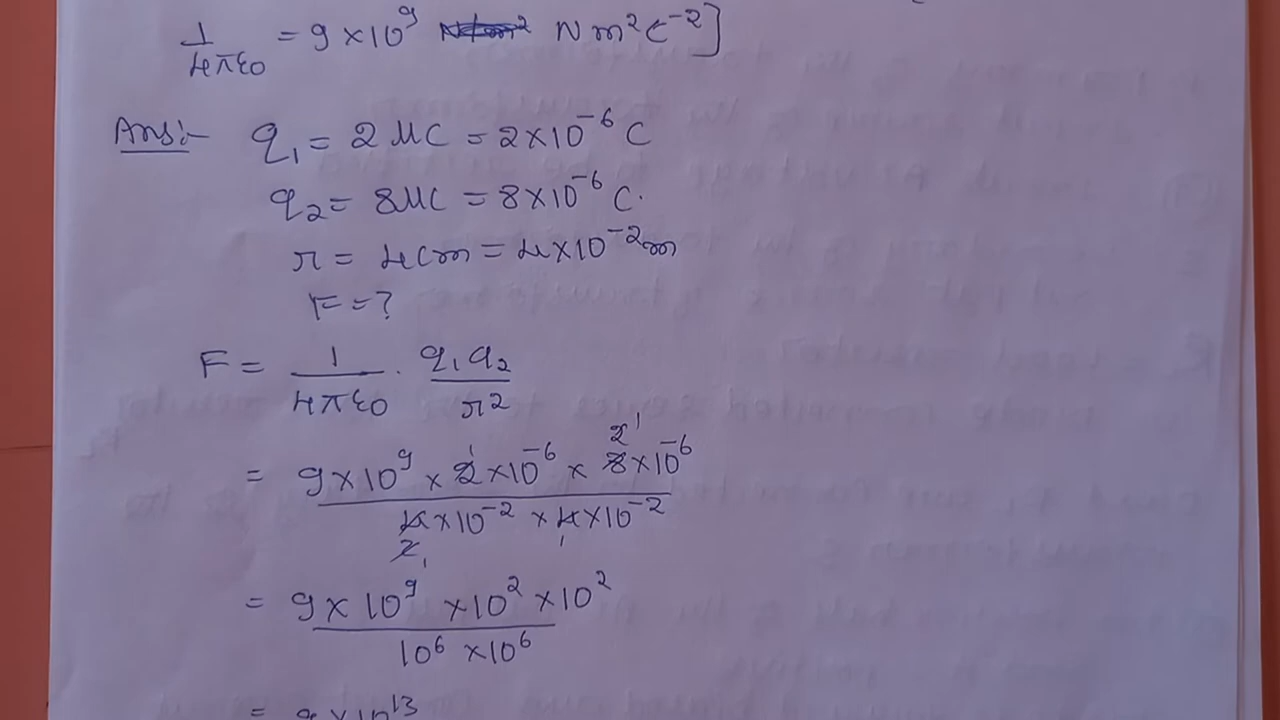 1/4πε0 = 9 ×10⁹ N m² C⁻²]
Ans:- q₁ = 2 μC = 2×10⁻⁶ C
q₂ = 8μC = 8×10⁻⁶ C.
r = 4cm = 4×10⁻² m
F = ?
F = 1/4πε0 . q₁q₂/r²
= 9×10⁹ × 2×10⁻⁶ × 8×10⁻⁶ / 4×10⁻² × 4×10⁻²
= 9× 10⁹ ×10² ×10² / 10⁶ ×10⁶
= 9 ×10¹³